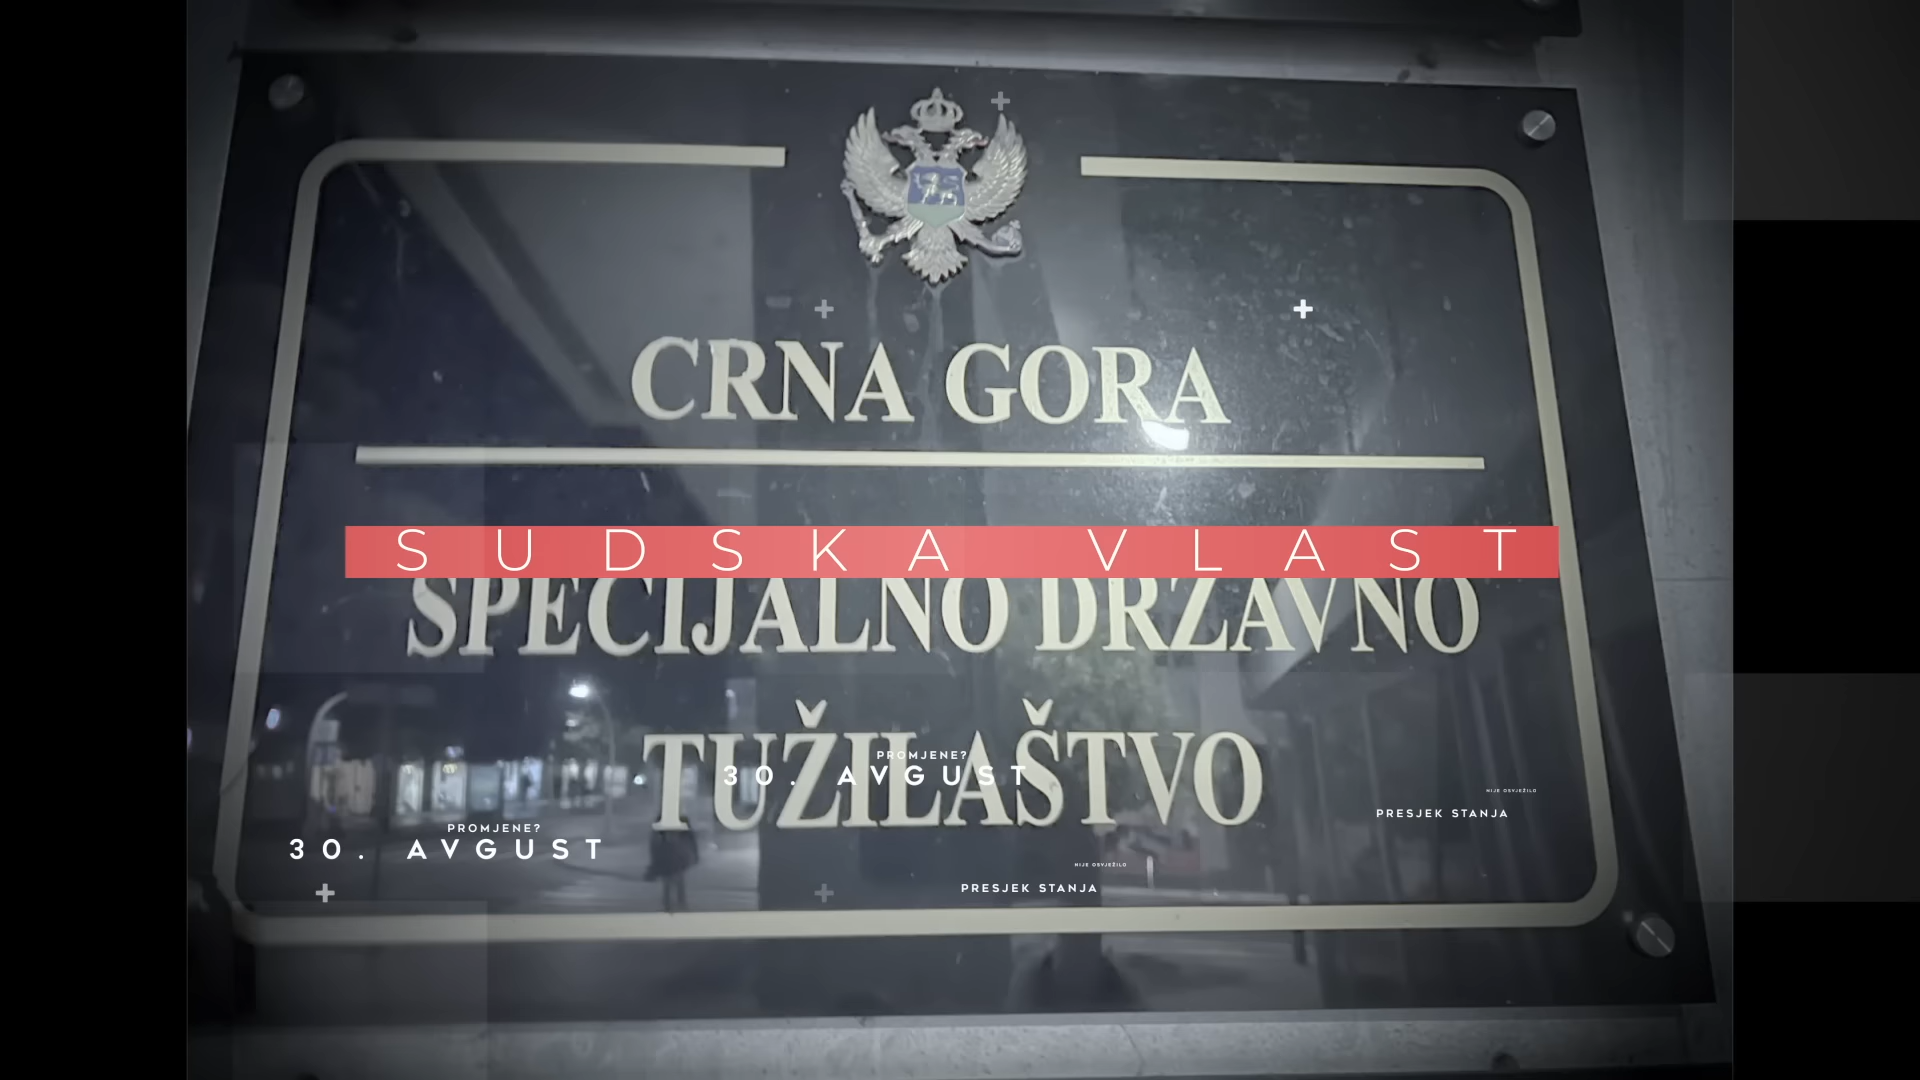 CRNA GORA
SUDSKA VLAST
SPECIJALNO DRŽAVNO
TUŽILAŠTVO
PROMJENE?
30. AVGUST
NIJE OSVJEŽILO
PRESJEK STANJA
PROMJENE?
30. AVGUST
NIJE OSVJEŽILO
PRESJEK STANJA